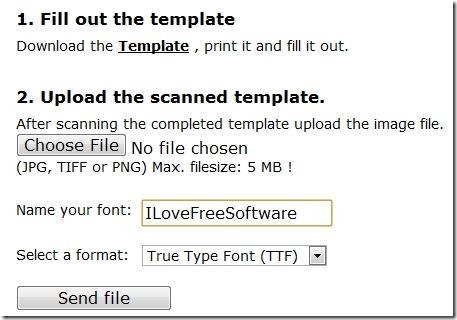 1. Fill out the template
Download the Template , print it and fill it out.
2. Upload the scanned template.
After scanning the completed template upload the image file.
Choose File No file chosen
(JPG, TIFF or PNG) Max. filesize: 5 MB !
Name your font: ILoveFreeSoftware
Select a format: True Type Font (TTF)
Send file